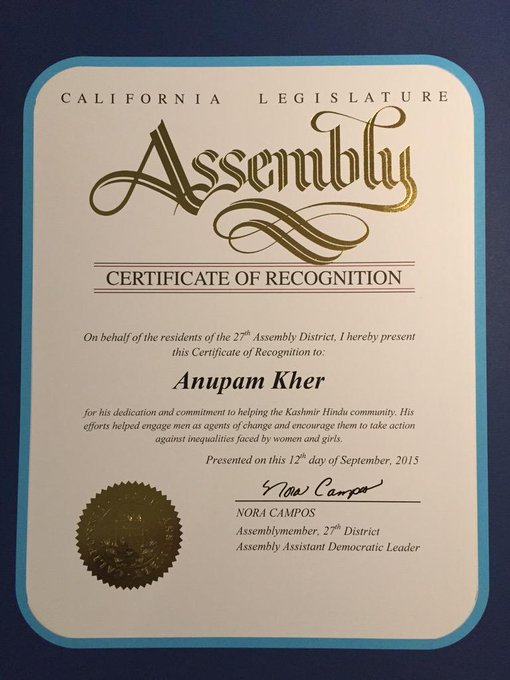 CALIFORNIA LEGISLATURE
Assembly
CERTIFICATE OF RECOGNITION
On behalf of the residents of the 27th Assembly District, I hereby present
this Certificate of Recognition to:
Anupam Kher
for his dedication and commitment to helping the Kashmir Hindu community. His
efforts helped engage men as agents of change and encourage them to take action
against inequalities faced by women and girls.
Presented on this 12th day of September, 2015
Nora Campos
NORA CAMPOS
Assemblymember, 27th District
Assembly Assistant Democratic Leader